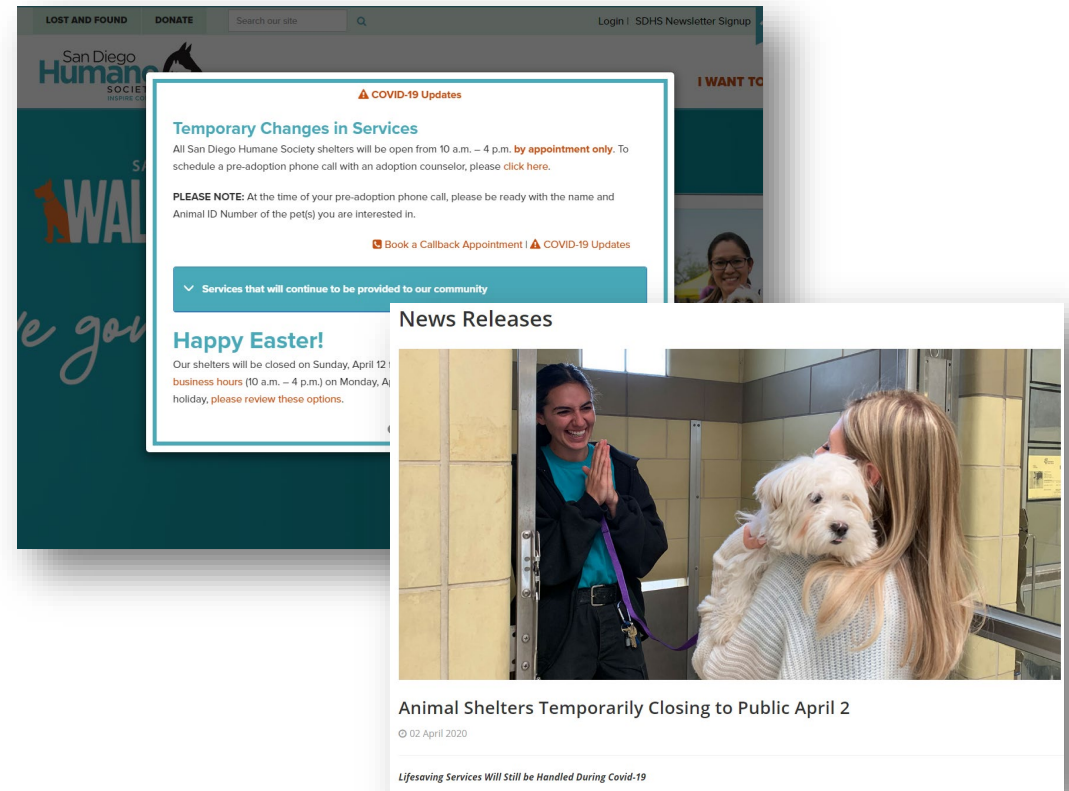 LOST AND FOUND DONATE Search our site Login | SDHS Newsletter Signup
San Diego
Humane
SOCIET
INSPIRE CO
I WANT TO
COVID-19 Updates
Temporary Changes in Services
All San Diego Humane Society shelters will be open from 10 a.m. – 4 p.m. by appointment only. To
schedule a pre-adoption phone call with an adoption counselor, please click here.
PLEASE NOTE: At the time of your pre-adoption phone call, please be ready with the name and
Animal ID Number of the pet(s) you are interested in.
Book a Callback Appointment | COVID-19 Updates
Services that will continue to be provided to our community
WAL
Happy Easter!
Our shelters will be closed on Sunday, April 12
business hours (10 a.m. – 4 p.m.) on Monday,
holiday, please review these options.
News Releases
Animal Shelters Temporarily Closing to Public April 2
02 April 2020
Lifesaving Services Will Still be Handled During Covid-19